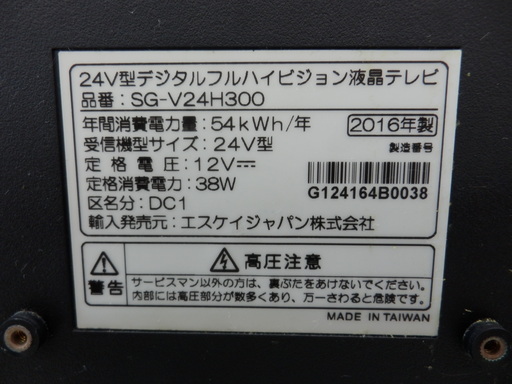 24V型デジタルフルハイビジョン液晶テレビ
品番：SG-V24H300
年間消費電力量：54kWh/年
2016年製
受信機型サイズ：24V型
製造番号
定格電圧：12V⎓
G124164B0038
定格消費電力：38W
区名分：DC1
輸入発売元：エスケイジャパン株式会社
警告
高圧注意
サービスマン以外の方は、裏ぶたをあけないでください。
内部には高圧部分が数多くあり、万一さわると危険です。
MADE IN TAIWAN